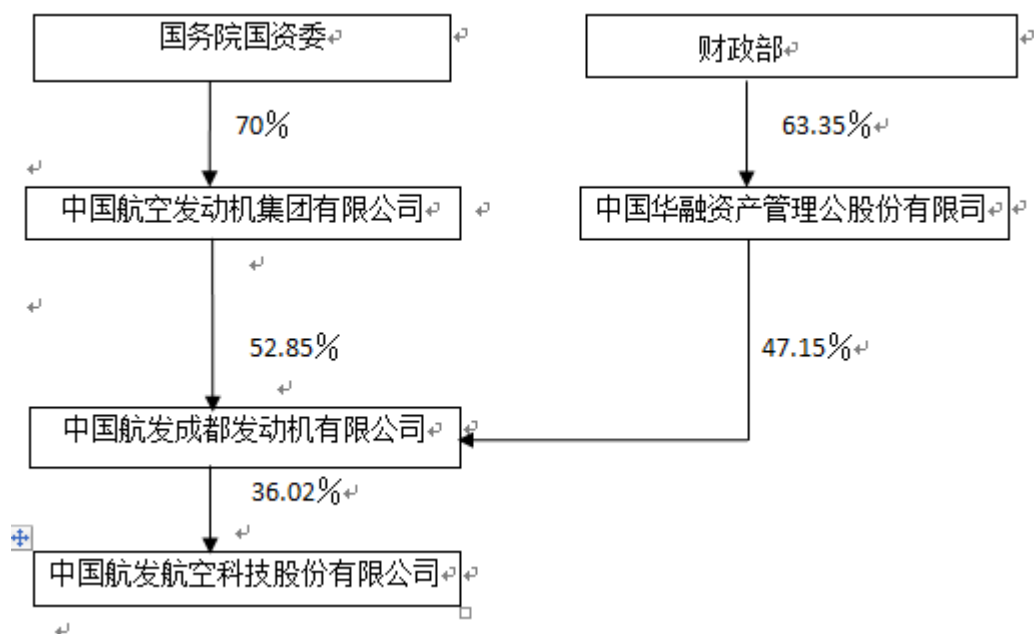 国务院国资委
财政部
70%
63.35%
中国航空发动机集团有限公司
中国华融资产管理公股份有限司
52.85%
47.15%
中国航发成都发动机有限公司
36.02%
中国航发航空科技股份有限公司